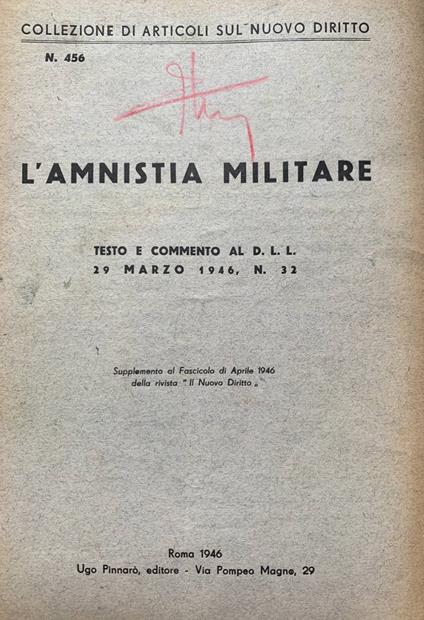 COLLEZIONE DI ARTICOLI SUL NUOVO DIRITTO
N. 456
L'AMNISTIA MILITARE
TESTO E COMMENTO AL D. L. L.
29 MARZO 1946, N. 32
Supplemento al Fascicolo di Aprile 1946
della rivista " Il Nuovo Diritto „
Roma 1946
Ugo Pinnarò, editore - Via Pompeo Magno, 29